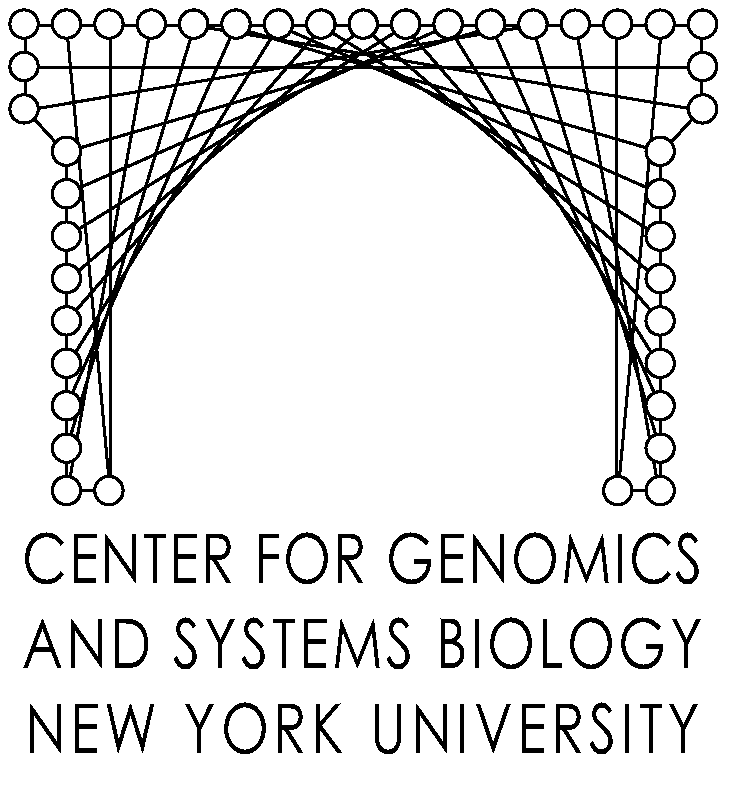 CENTER FOR GENOMICS
AND SYSTEMS BIOLOGY
NEW YORK UNIVERSITY